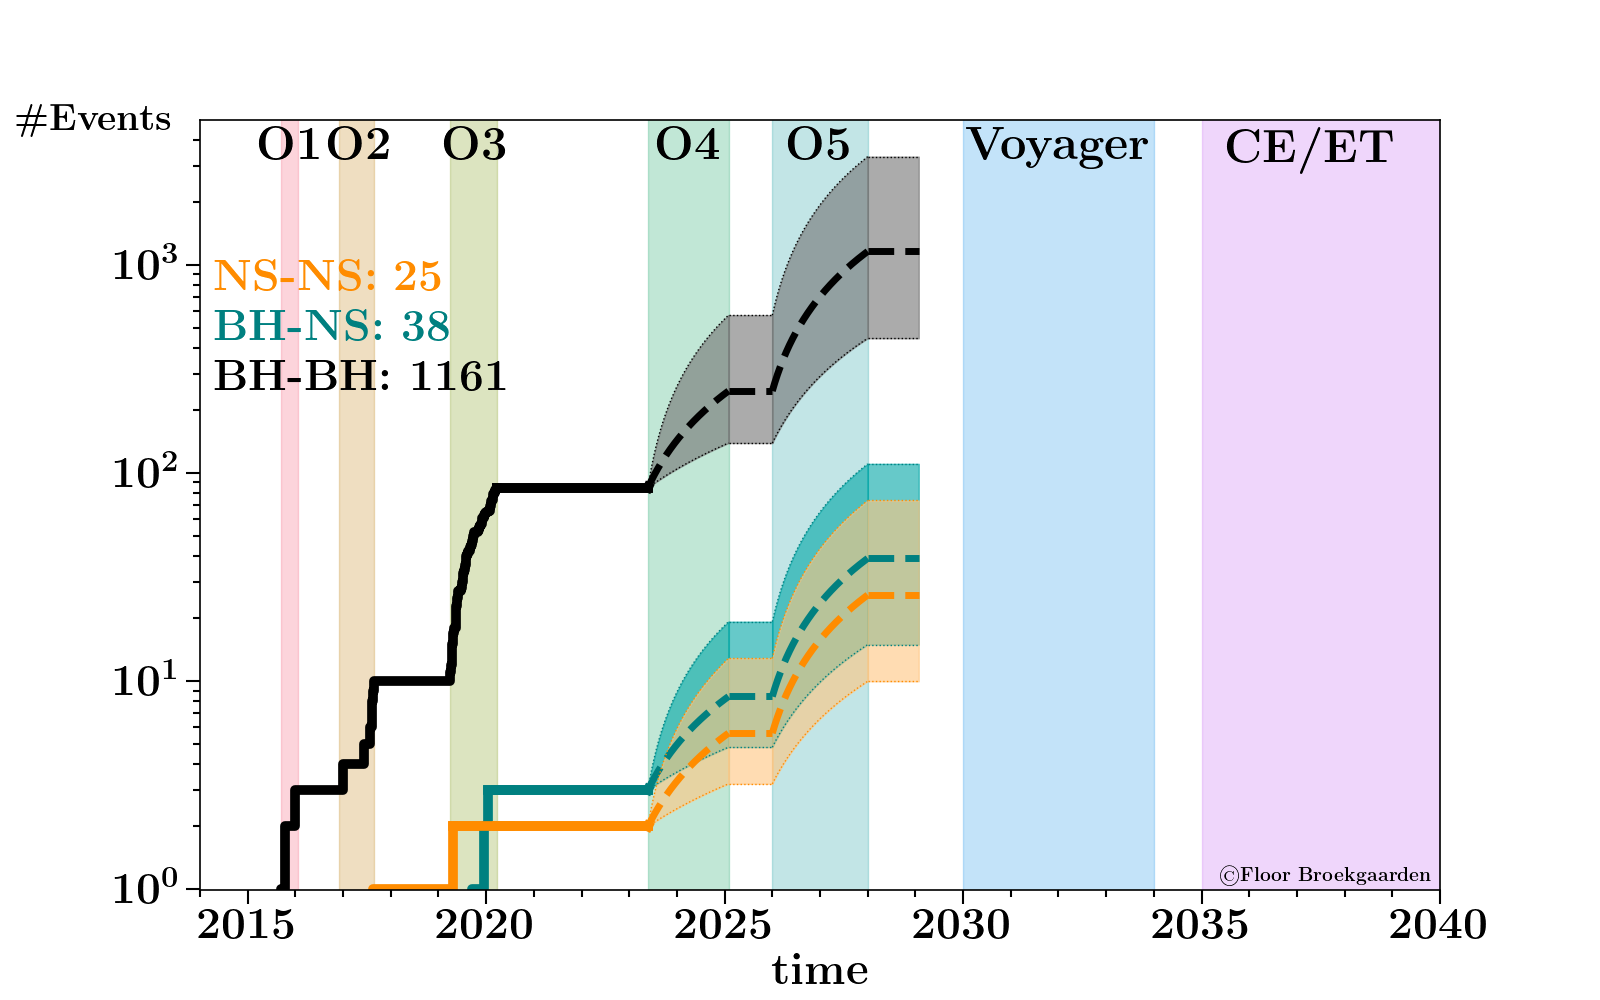 #Events
O1 O2 O3 O4 O5 Voyager CE/ET
10³
NS-NS: 25
BH-NS: 38
BH-BH: 1161
10²
10¹
10⁰
©Floor Broekgaarden
2015 2020 2025 2030 2035 2040
time